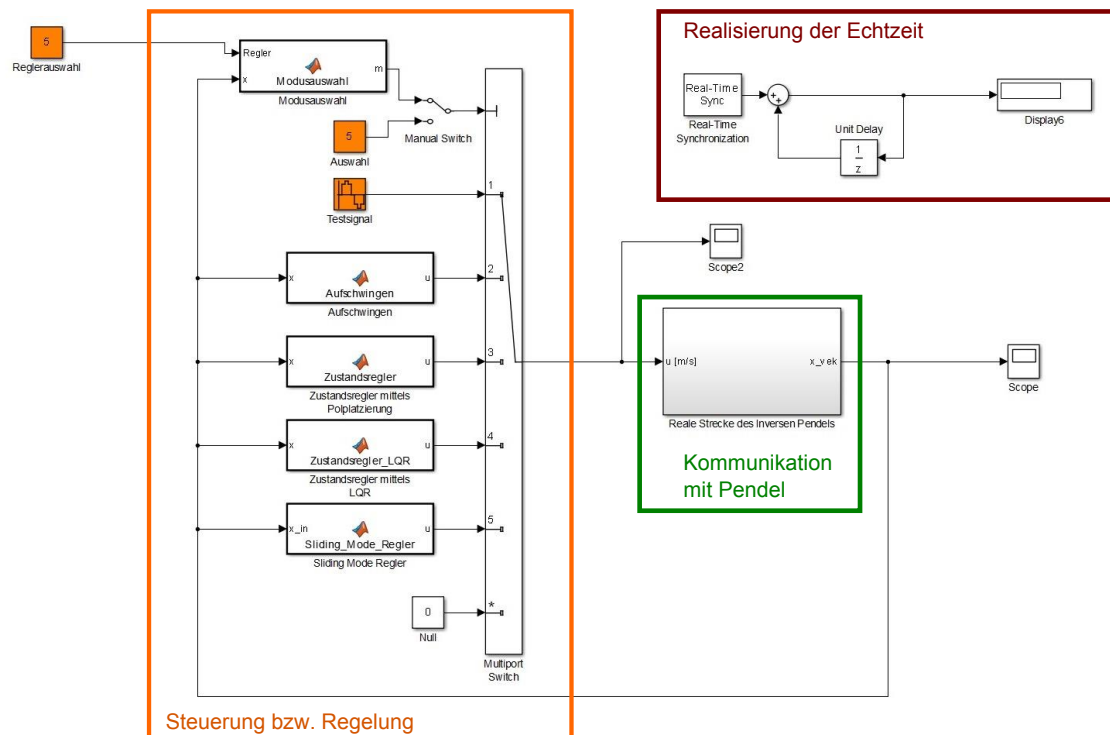 5
Reglerauswahl
Regler
x
m
Modusauswahl
Modusauswahl
Manual Switch
5
Auswahl
Testsignal
1
x
u
Aufschwingen
Aufschwingen
2
x
u
Zustandsregler
Zustandsregler mittels
Polplatzierung
3
x
u
Zustandsregler_LQR
Zustandsregler mittels
LQR
4
x_in
u
Sliding_Mode_Regler
Sliding Mode Regler
5
0
Null
*
Multiport
Switch
Steuerung bzw. Regelung
Realisierung der Echtzeit
Real-Time
Sync
Real-Time
Synchronization
+
+
Unit Delay
1
z
Display6
Scope2
u [m/s]
x_vek
Reale Strecke des Inversen Pendels
Kommunikation
mit Pendel
Scope